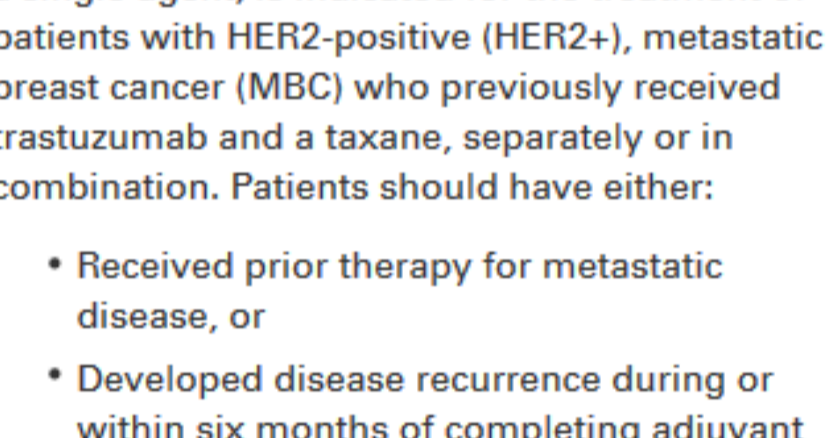 patients with HER2-positive (HER2+), metastatic
breast cancer (MBC) who previously received
trastuzumab and a taxane, separately or in
combination. Patients should have either:
• Received prior therapy for metastatic
disease, or
• Developed disease recurrence during or
within six months of completing adjuvant